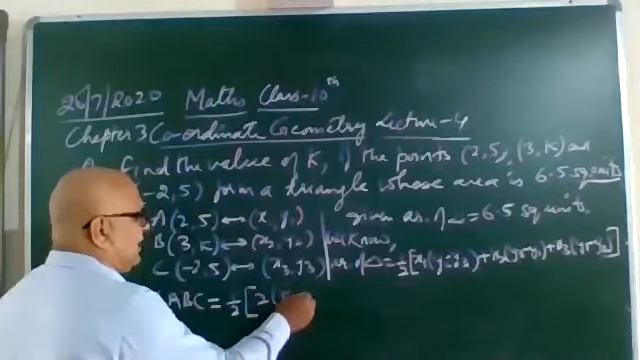 26/7/2020 Maths Class-10th
Chapter 3 Co-ordinate Geometry Lecture-4
Find the value of K, if the points (2,5), (3,K) and
-2,5) form a triangle whose area is 6.5 sq units
A(2,5) ↔ (x, y,) given ar. of Δ = 6.5 sq units.
B(3,K) ↔ (x2, y2) we know,
C(-2,5) ↔ (x3, y3) ar. of Δ = 1/2[x1(y2-y3)+x2(y3-y1)+x3(y1-y2)]
ABC = 1/2[2(